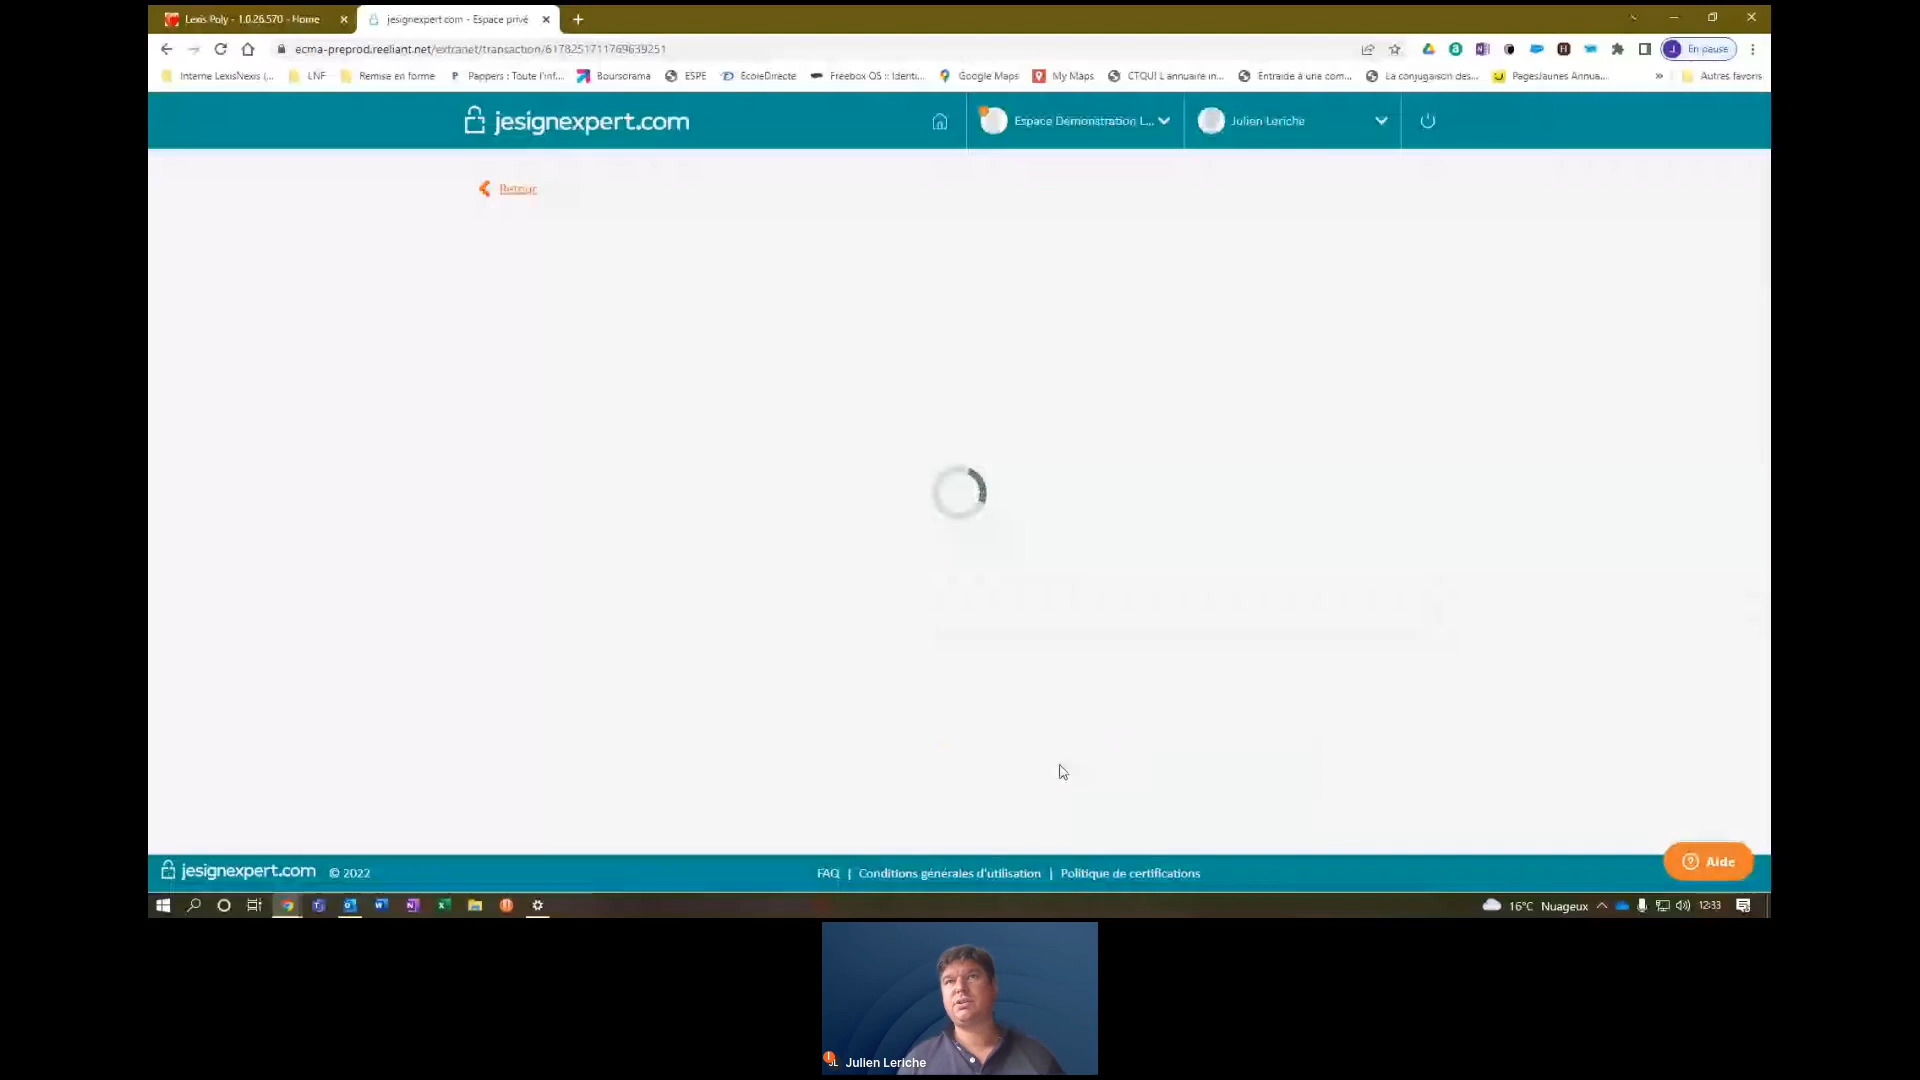 Lexis Poly - 1.0.26.570 - Home
jesignexpert.com - Espace privé
ecma-preprod.reeliant.net/extranet/transaction/6178251711769639251
En pause
Interne LexisNexis (...
LNF
Remise en forme
Pappers : Toute l'inf...
Boursorama
ESPE
EcoleDirecte
Freebox OS :: Identi...
Google Maps
My Maps
CTQUI L annuaire in...
Entraide à une com...
La conjugaison des...
PagesJaunes Annua...
»
Autres favoris
jesignexpert.com
Espace Démonstration L...
Julien Leriche
Retour
jesignexpert.com © 2022
FAQ | Conditions générales d'utilisation | Politique de certifications
Aide
16°C Nuageux
12:33
JL Julien Leriche